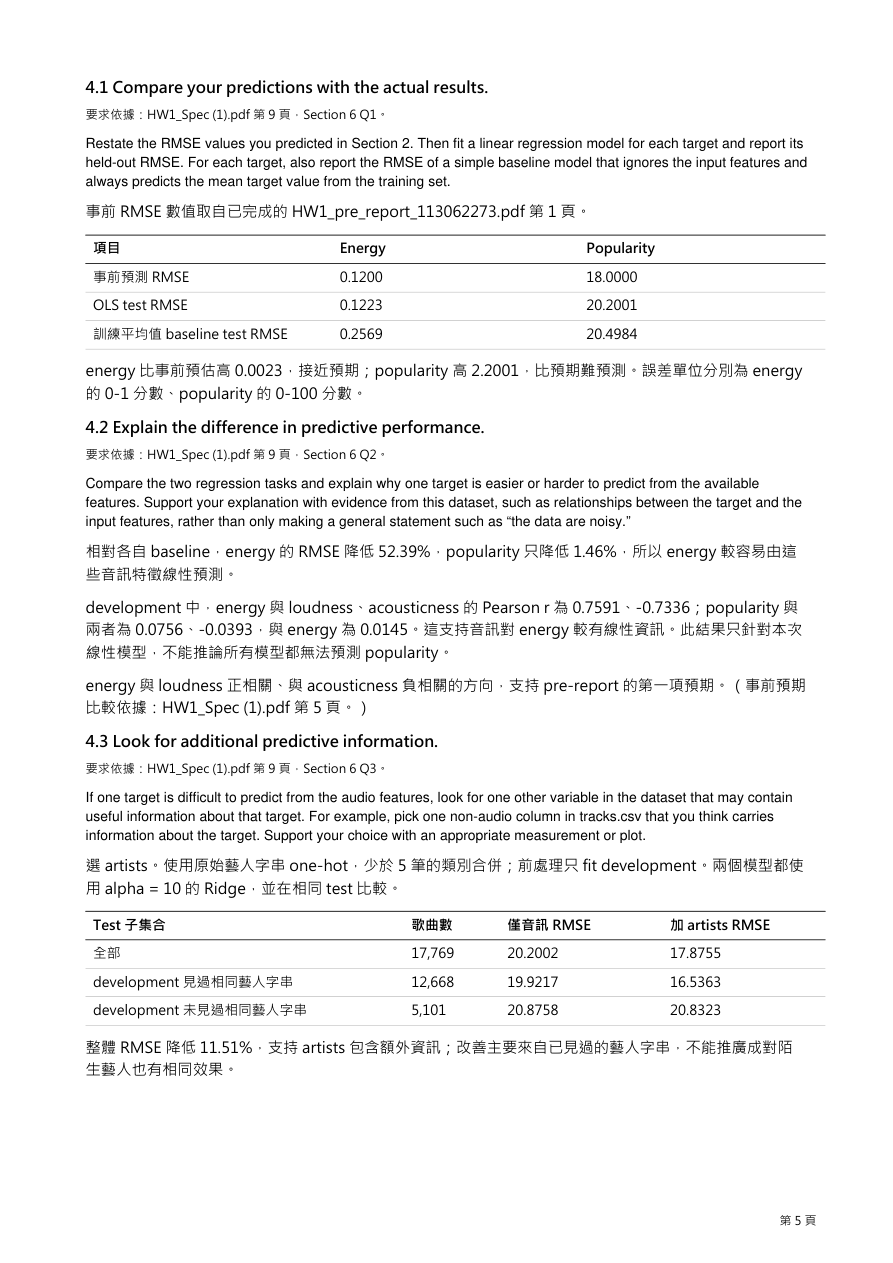 4.1 Compare your predictions with the actual results.
要求依據：HW1_Spec (1).pdf 第 9 頁，Section 6 Q1。
Restate the RMSE values you predicted in Section 2. Then fit a linear regression model for each target and report its
held-out RMSE. For each target, also report the RMSE of a simple baseline model that ignores the input features and
always predicts the mean target value from the training set.
事前 RMSE 數值取自已完成的 HW1_pre_report_113062273.pdf 第 1 頁。
項目 Energy Popularity
事前預測 RMSE 0.1200 18.0000
OLS test RMSE 0.1223 20.2001
訓練平均值 baseline test RMSE 0.2569 20.4984
energy 比事前預估高 0.0023，接近預期；popularity 高 2.2001，比預期難預測。誤差單位分別為 energy
的 0-1 分數、popularity 的 0-100 分數。
4.2 Explain the difference in predictive performance.
要求依據：HW1_Spec (1).pdf 第 9 頁，Section 6 Q2。
Compare the two regression tasks and explain why one target is easier or harder to predict from the available
features. Support your explanation with evidence from this dataset, such as relationships between the target and the
input features, rather than only making a general statement such as “the data are noisy.”
相對各自 baseline，energy 的 RMSE 降低 52.39%，popularity 只降低 1.46%，所以 energy 較容易由這
些音訊特徵線性預測。
development 中，energy 與 loudness、acousticness 的 Pearson r 為 0.7591、-0.7336；popularity 與
兩者為 0.0756、-0.0393，與 energy 為 0.0145。這支持音訊對 energy 較有線性資訊。此結果只針對本次
線性模型，不能推論所有模型都無法預測 popularity。
energy 與 loudness 正相關、與 acousticness 負相關的方向，支持 pre-report 的第一項預期。（事前預期
比較依據：HW1_Spec (1).pdf 第 5 頁。）
4.3 Look for additional predictive information.
要求依據：HW1_Spec (1).pdf 第 9 頁，Section 6 Q3。
If one target is difficult to predict from the audio features, look for one other variable in the dataset that may contain
useful information about that target. For example, pick one non-audio column in tracks.csv that you think carries
information about the target. Support your choice with an appropriate measurement or plot.
選 artists。使用原始藝人字串 one-hot，少於 5 筆的類別合併；前處理只 fit development。兩個模型都使
用 alpha = 10 的 Ridge，並在相同 test 比較。
Test 子集合 歌曲數 僅音訊 RMSE 加 artists RMSE
全部 17,769 20.2002 17.8755
development 見過相同藝人字串 12,668 19.9217 16.5363
development 未見過相同藝人字串 5,101 20.8758 20.8323
整體 RMSE 降低 11.51%，支持 artists 包含額外資訊；改善主要來自已見過的藝人字串，不能推廣成對陌
生藝人也有相同效果。
第 5 頁